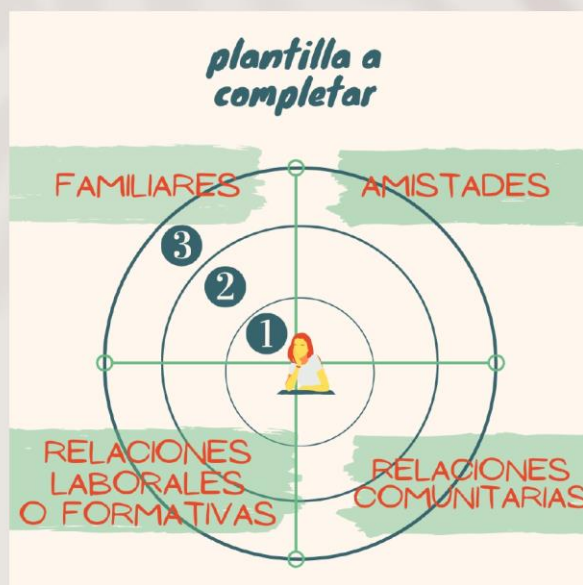 plantilla a
completar
FAMILIARES
AMISTADES
3
2
1
RELACIONES
LABORALES
O FORMATIVAS
RELACIONES
COMUNITARIAS